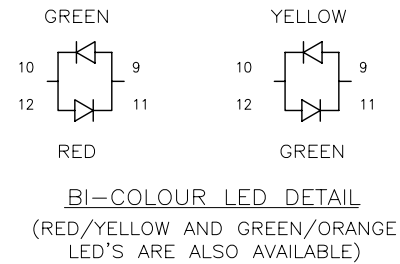 GREEN YELLOW
10 9 10 9
12 11 12 11
RED GREEN
BI-COLOUR LED DETAIL
(RED/YELLOW AND GREEN/ORANGE
LED'S ARE ALSO AVAILABLE)